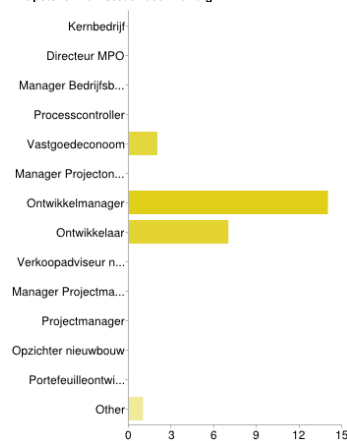 Kernbedrijf
Directeur MPO
Manager Bedrijfsb...
Processcontroller
Vastgoedeconoom
Manager Projecton...
Ontwikkelmanager
Ontwikkelaar
Verkoopadviseur n...
Manager Projectma...
Projectmanager
Opzichter nieuwbouw
Portefeuilleontwi...
Other
0 3 6 9 12 15